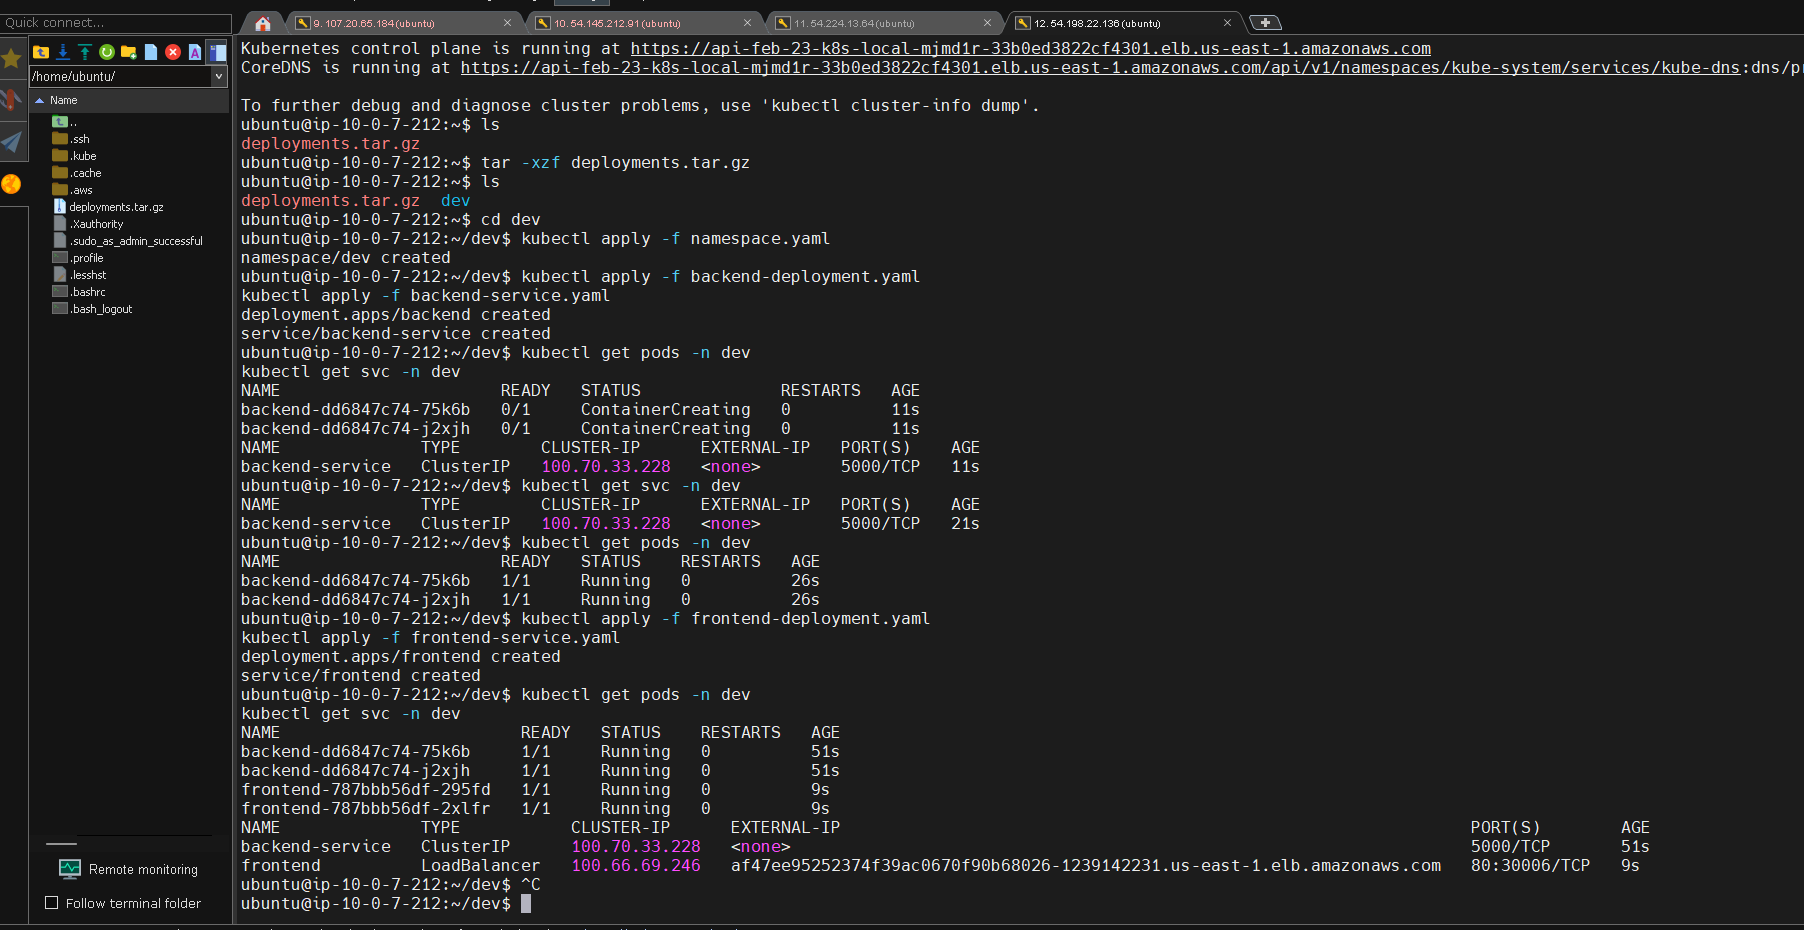 Quick connect...
9. 107.20.65.184 (ubuntu)
10. 54.145.212.91 (ubuntu)
11. 54.224.13.64 (ubuntu)
12. 54.198.22.136 (ubuntu)
/home/ubuntu/
Name
..
.ssh
.kube
.cache
.aws
deployments.tar.gz
.Xauthority
.sudo_as_admin_successful
.profile
.lesshst
.bashrc
.bash_logout
Remote monitoring
Follow terminal folder
Kubernetes control plane is running at https://api-feb-23-k8s-local-mjmd1r-33b0ed3822cf4301.elb.us-east-1.amazonaws.com
CoreDNS is running at https://api-feb-23-k8s-local-mjmd1r-33b0ed3822cf4301.elb.us-east-1.amazonaws.com/api/v1/namespaces/kube-system/services/kube-dns:dns/p
To further debug and diagnose cluster problems, use 'kubectl cluster-info dump'.
ubuntu@ip-10-0-7-212:~$ ls
deployments.tar.gz
ubuntu@ip-10-0-7-212:~$ tar -xzf deployments.tar.gz
ubuntu@ip-10-0-7-212:~$ ls
deployments.tar.gz  dev
ubuntu@ip-10-0-7-212:~$ cd dev
ubuntu@ip-10-0-7-212:~/dev$ kubectl apply -f namespace.yaml
namespace/dev created
ubuntu@ip-10-0-7-212:~/dev$ kubectl apply -f backend-deployment.yaml
kubectl apply -f backend-service.yaml
deployment.apps/backend created
service/backend-service created
ubuntu@ip-10-0-7-212:~/dev$ kubectl get pods -n dev
kubectl get svc -n dev
NAME                      READY   STATUS              RESTARTS   AGE
backend-dd6847c74-75k6b   0/1     ContainerCreating   0          11s
backend-dd6847c74-j2xjh   0/1     ContainerCreating   0          11s
NAME              TYPE        CLUSTER-IP      EXTERNAL-IP   PORT(S)    AGE
backend-service   ClusterIP   100.70.33.228   <none>        5000/TCP   11s
ubuntu@ip-10-0-7-212:~/dev$ kubectl get svc -n dev
NAME              TYPE        CLUSTER-IP      EXTERNAL-IP   PORT(S)    AGE
backend-service   ClusterIP   100.70.33.228   <none>        5000/TCP   21s
ubuntu@ip-10-0-7-212:~/dev$ kubectl get pods -n dev
NAME                      READY   STATUS    RESTARTS   AGE
backend-dd6847c74-75k6b   1/1     Running   0          26s
backend-dd6847c74-j2xjh   1/1     Running   0          26s
ubuntu@ip-10-0-7-212:~/dev$ kubectl apply -f frontend-deployment.yaml
kubectl apply -f frontend-service.yaml
deployment.apps/frontend created
service/frontend created
ubuntu@ip-10-0-7-212:~/dev$ kubectl get pods -n dev
kubectl get svc -n dev
NAME                        READY   STATUS    RESTARTS   AGE
backend-dd6847c74-75k6b     1/1     Running   0          51s
backend-dd6847c74-j2xjh     1/1     Running   0          51s
frontend-787bbb56df-295fd   1/1     Running   0          9s
frontend-787bbb56df-2xlfr   1/1     Running   0          9s
NAME              TYPE           CLUSTER-IP      EXTERNAL-IP                                                               PORT(S)        AGE
backend-service   ClusterIP      100.70.33.228   <none>                                                                    5000/TCP       51s
frontend          LoadBalancer   100.66.69.246   af47ee95252374f39ac0670f90b68026-1239142231.us-east-1.elb.amazonaws.com   80:30006/TCP   9s
ubuntu@ip-10-0-7-212:~/dev$ ^C
ubuntu@ip-10-0-7-212:~/dev$